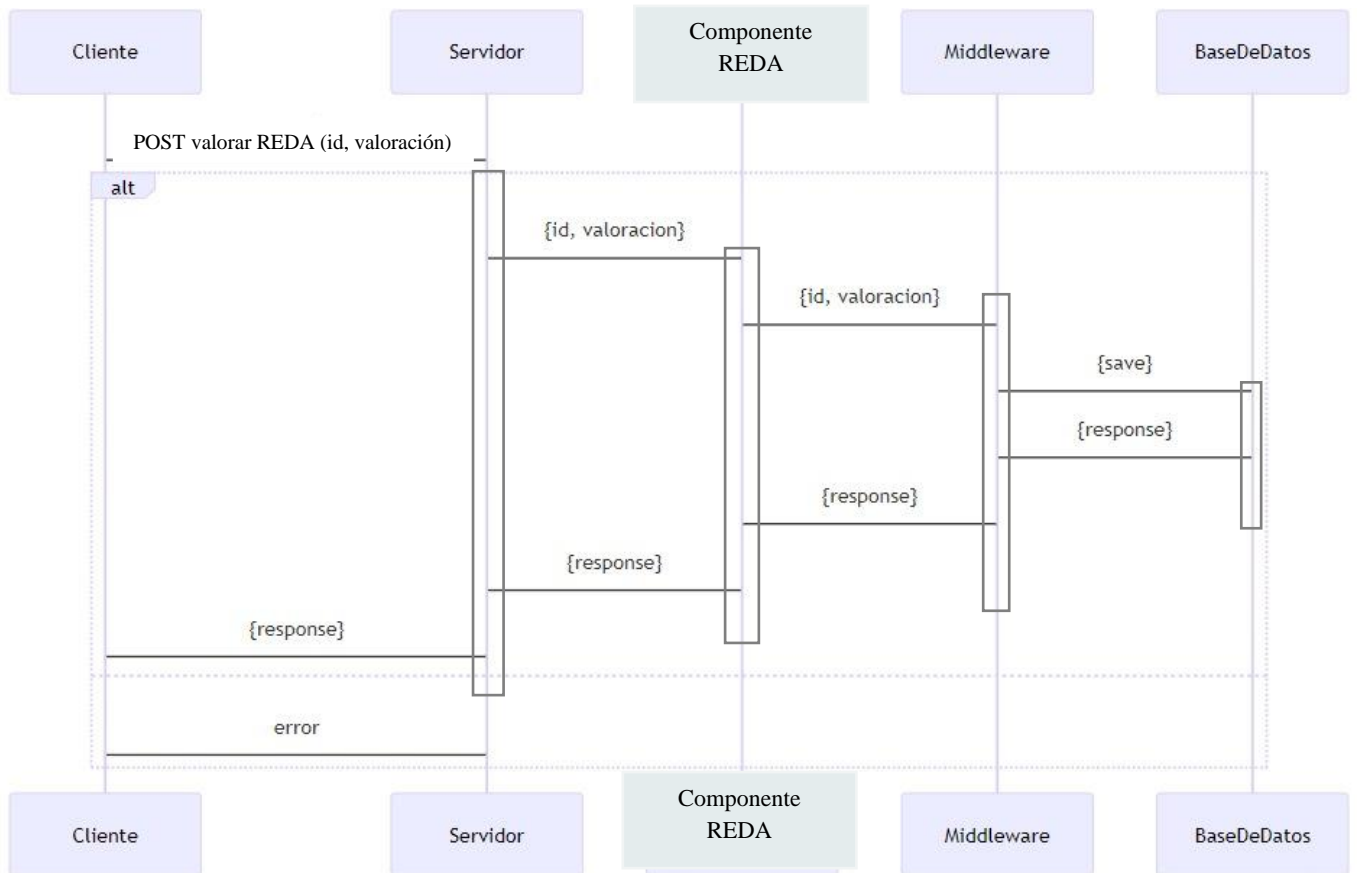 Cliente
Servidor
Componente
REDA
Middleware
BaseDeDatos
POST valorar REDA (id, valoración)
alt
{id, valoracion}
{id, valoracion}
{save}
{response}
{response}
{response}
{response}
error
Cliente
Servidor
Componente
REDA
Middleware
BaseDeDatos